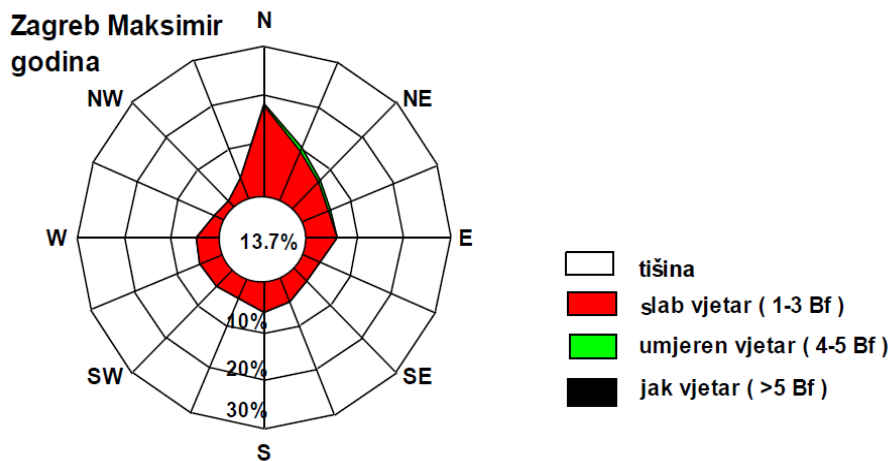 Zagreb Maksimir
godina
N
NW
NE
W
13.7%
E
10%
SW
20%
SE
30%
S
tišina
slab vjetar ( 1-3 Bf )
umjeren vjetar ( 4-5 Bf )
jak vjetar ( >5 Bf )